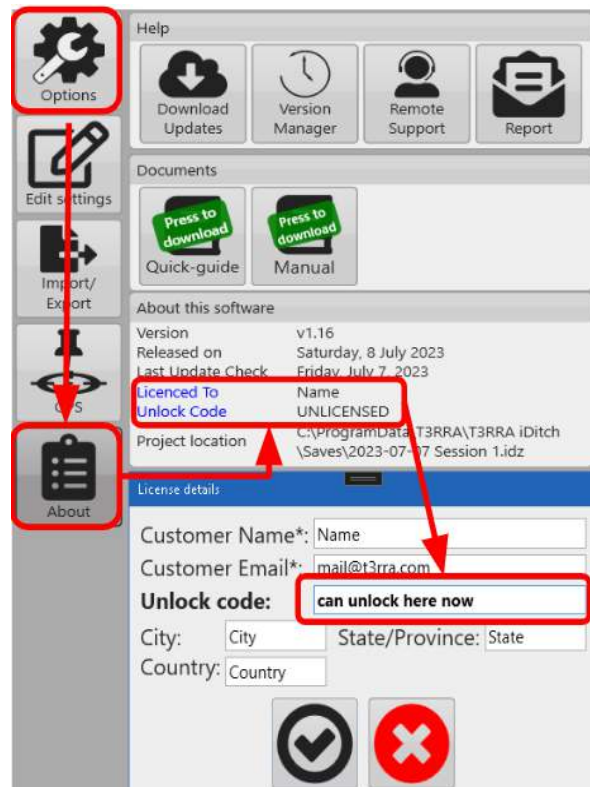 Options
Edit settings
Import/
Export
GPS
About
Help
Download
Updates
Version
Manager
Remote
Support
Report
Documents
Press to
download
Quick-guide
Press to
download
Manual
About this software
Version v1.16
Released on Saturday, 8 July 2023
Last Update Check Friday, July 7, 2023
Licenced To Name
Unlock Code UNLICENSED
Project location C:\ProgramData\T3RRA\T3RRA iDitch
\Saves\2023-07-07 Session 1.idz
License details
Customer Name*: Name
Customer Email*: mail@t3rra.com
Unlock code: can unlock here now
City: City State/Province: State
Country: Country